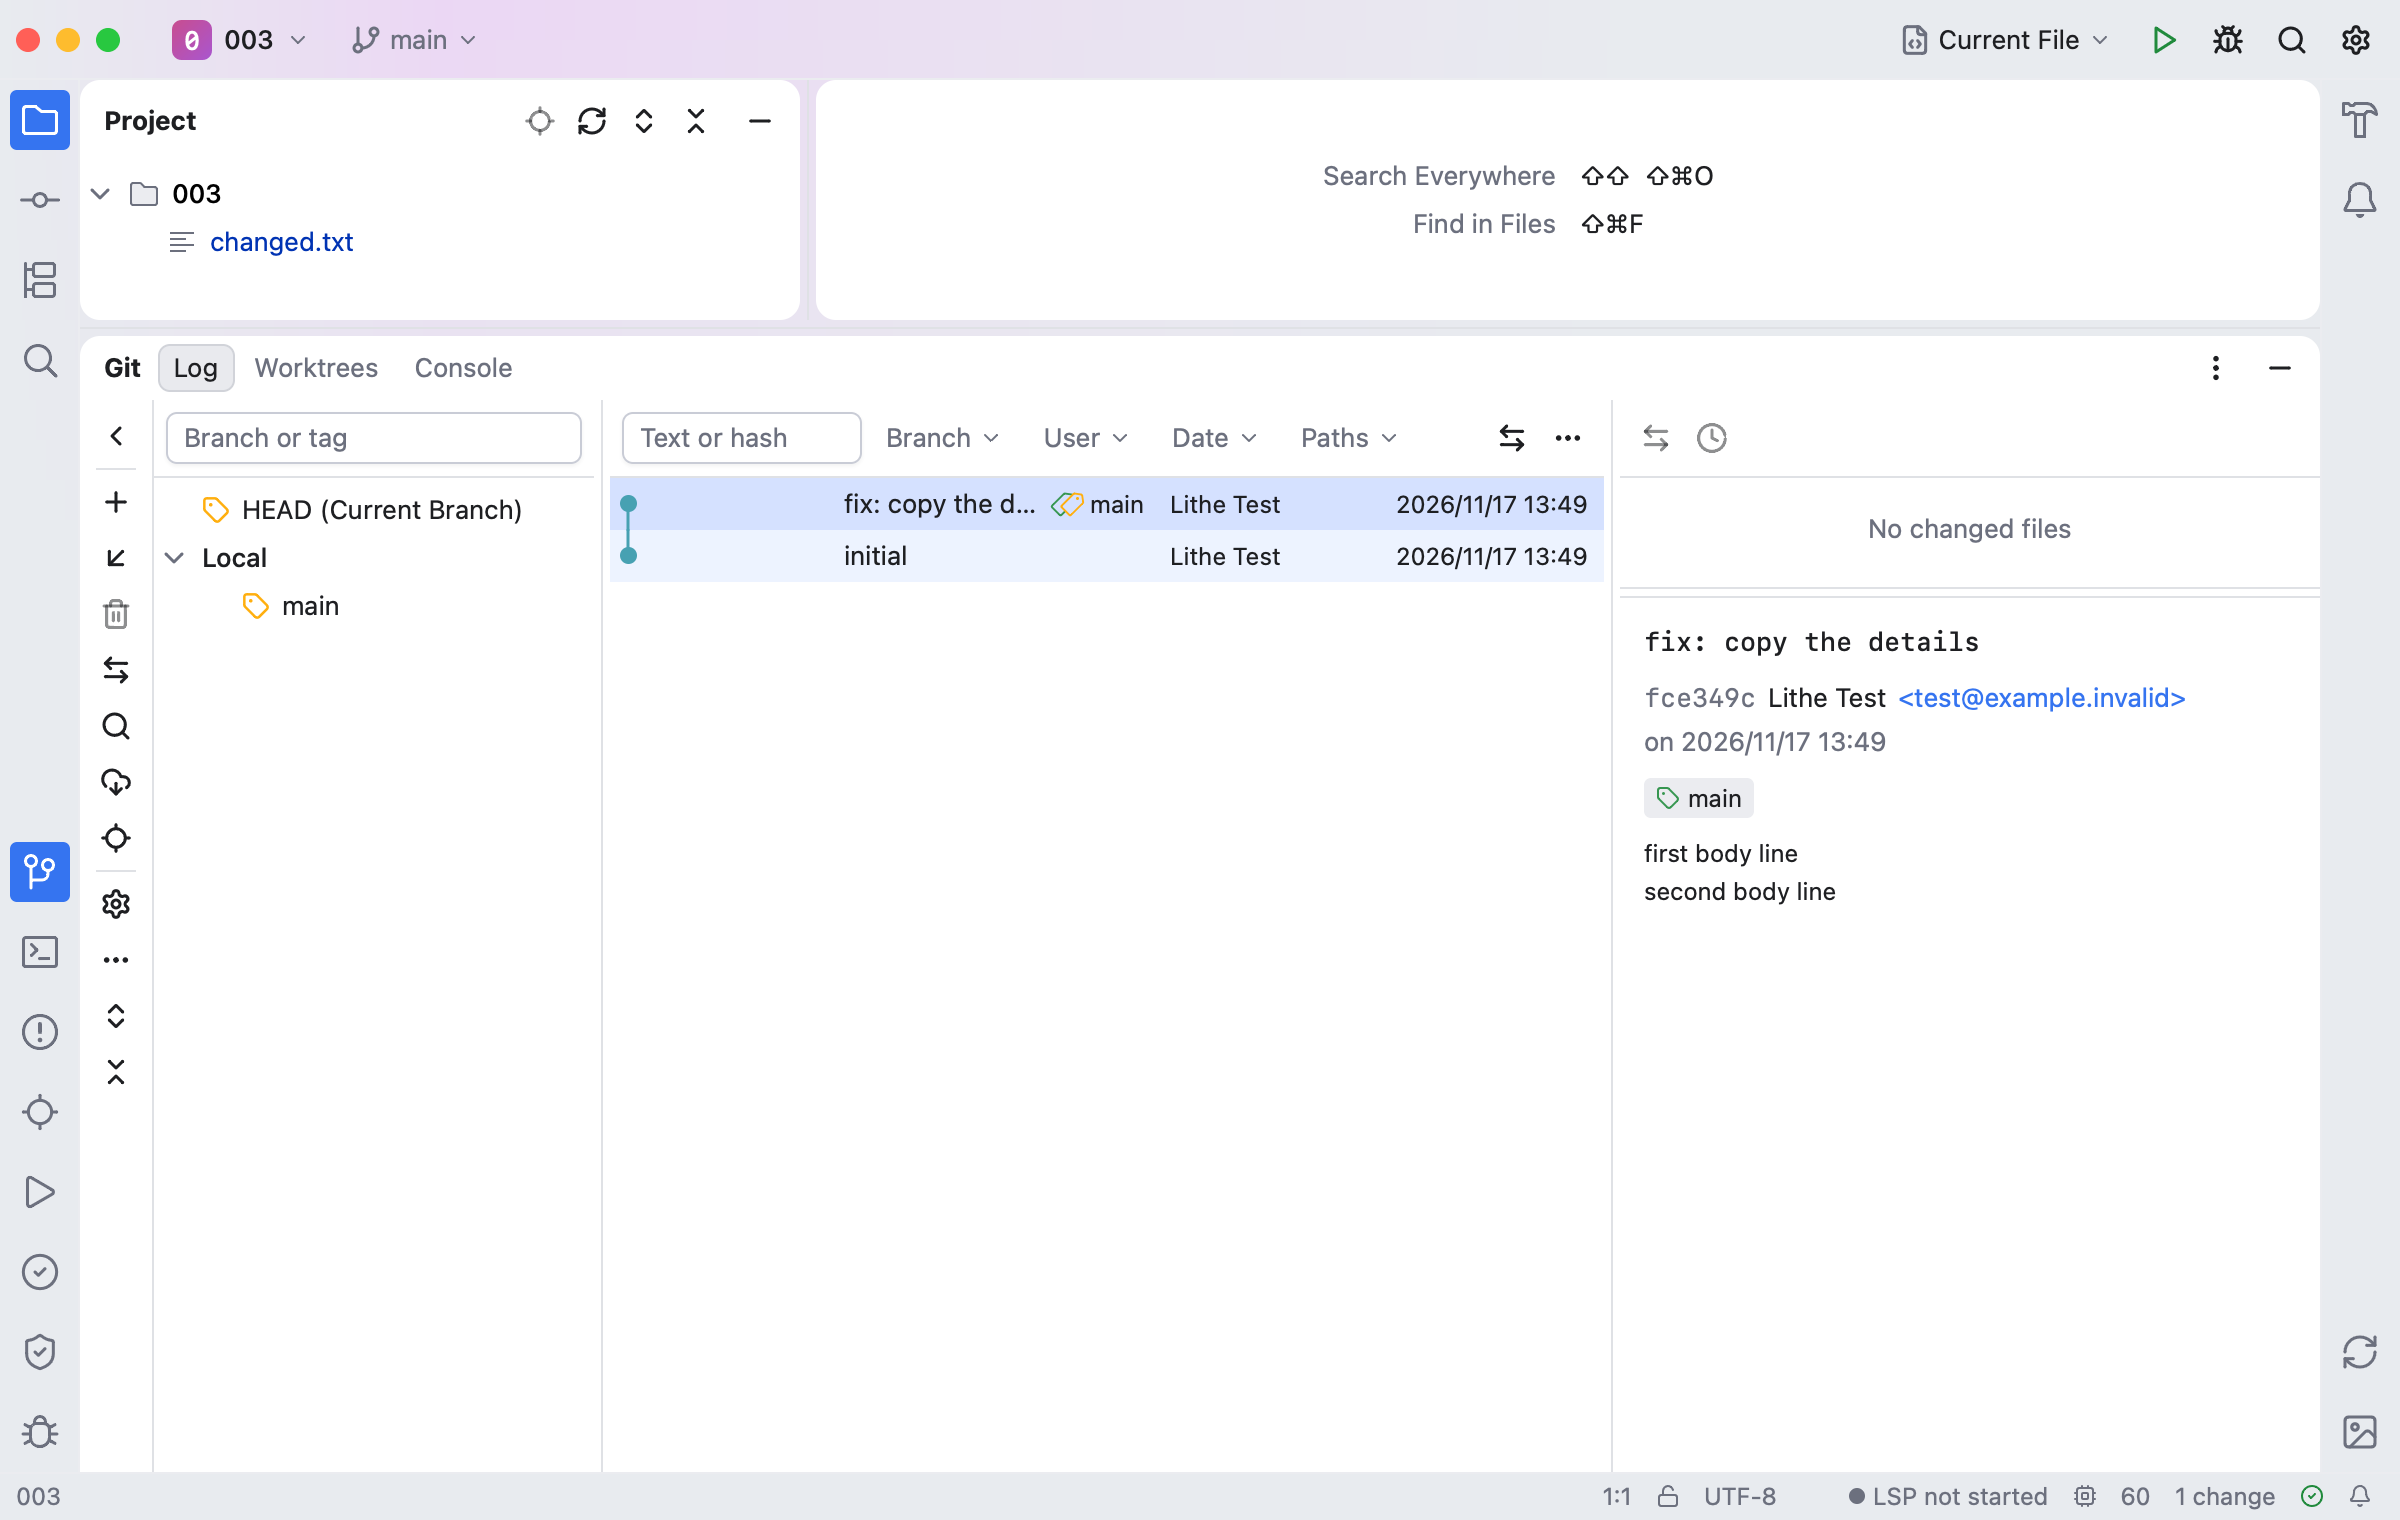 0 003 main Current File
Project
003
changed.txt
Search Everywhere ⇧⇧ ⇧⌘O
Find in Files ⇧⌘F
Git Log Worktrees Console
Branch or tag
HEAD (Current Branch)
Local
main
Text or hash Branch User Date Paths
fix: copy the d... main Lithe Test 2026/11/17 13:49
initial Lithe Test 2026/11/17 13:49
No changed files
fix: copy the details
fce349c Lithe Test <test@example.invalid>
on 2026/11/17 13:49
main
first body line
second body line
003 1:1 UTF-8 LSP not started 60 1 change